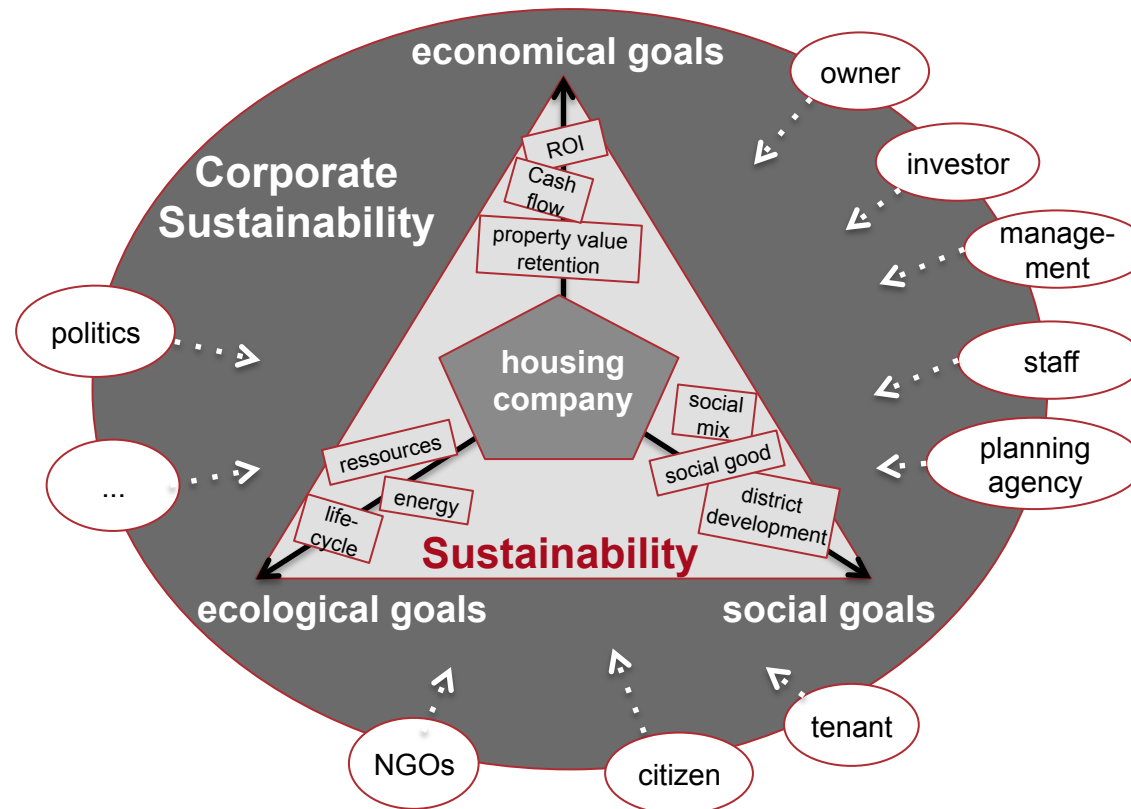 economical goals
owner
ROI
investor
Corporate
Sustainability
Cash
flow
property value
retention
manage-
ment
politics
housing
company
staff
social
mix
ressources
social good
planning
agency
...
energy
district
development
life-
cycle
Sustainability
ecological goals
social goals
tenant
NGOs
citizen